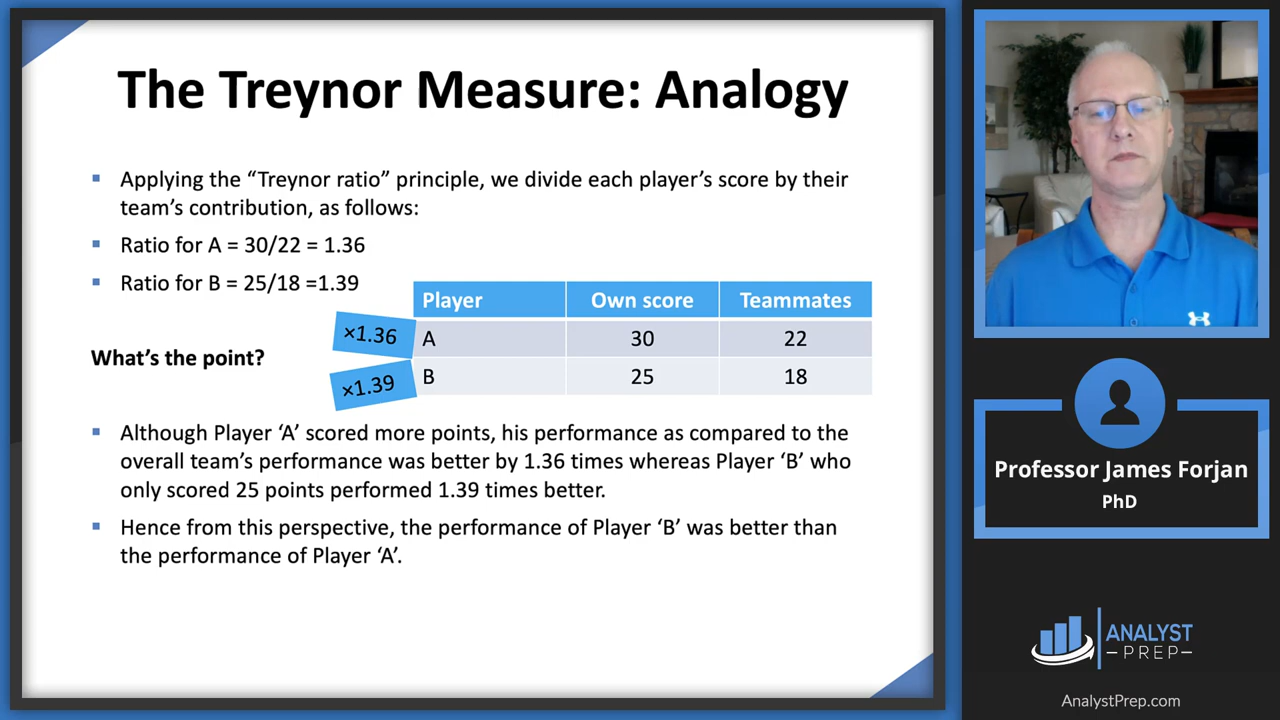 The Treynor Measure: Analogy
▪ Applying the “Treynor ratio” principle, we divide each player’s score by their
team’s contribution, as follows:
▪ Ratio for A = 30/22 = 1.36
▪ Ratio for B = 25/18 =1.39
Player Own score Teammates
×1.36 A 30 22
×1.39 B 25 18
What’s the point?
▪ Although Player ‘A’ scored more points, his performance as compared to the
overall team’s performance was better by 1.36 times whereas Player ‘B’ who
only scored 25 points performed 1.39 times better.
▪ Hence from this perspective, the performance of Player ‘B’ was better than
the performance of Player ‘A’.
Professor James Forjan
PhD
ANALYST
–PREP–
AnalystPrep.com